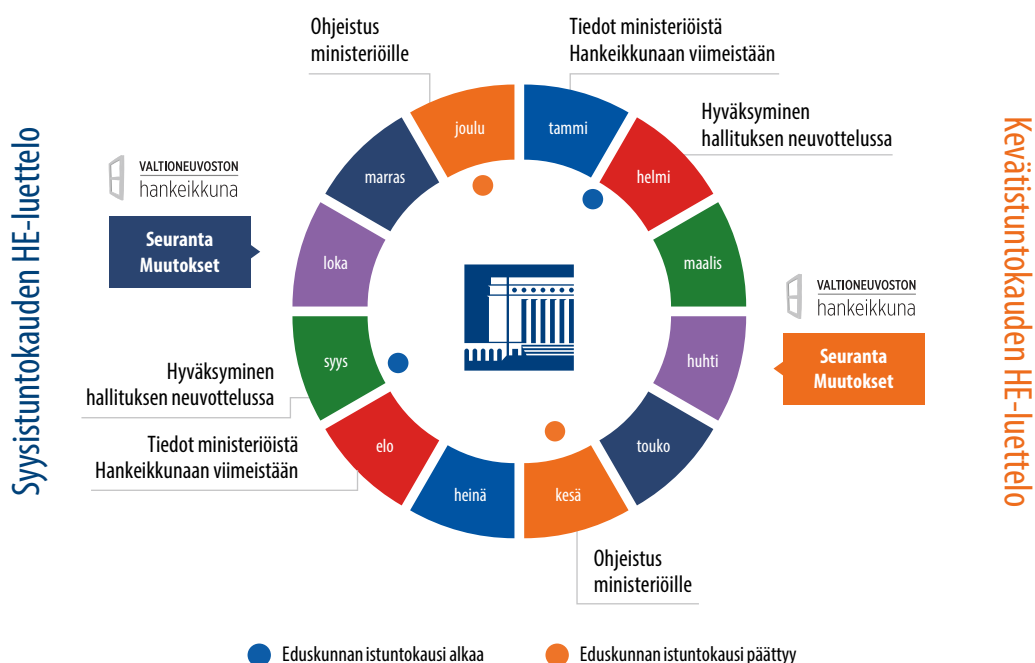 Ohjeistus
ministeriöille
Tiedot ministeriöistä
Hankeikkunaan viimeistään
Hyväksyminen
hallituksen neuvottelussa
Syysistuntokauden HE-luettelo
Kevätistuntokauden HE-luettelo
joulu
tammi
marras
helmi
loka
maalis
syys
huhti
elo
touko
heinä
kesä
VALTIONEUVOSTON
hankeikkuna
Seuranta
Muutokset
VALTIONEUVOSTON
hankeikkuna
Seuranta
Muutokset
Hyväksyminen
hallituksen neuvottelussa
Tiedot ministeriöistä
Hankeikkunaan viimeistään
Ohjeistus
ministeriöille
Eduskunnan istuntokausi alkaa
Eduskunnan istuntokausi päättyy